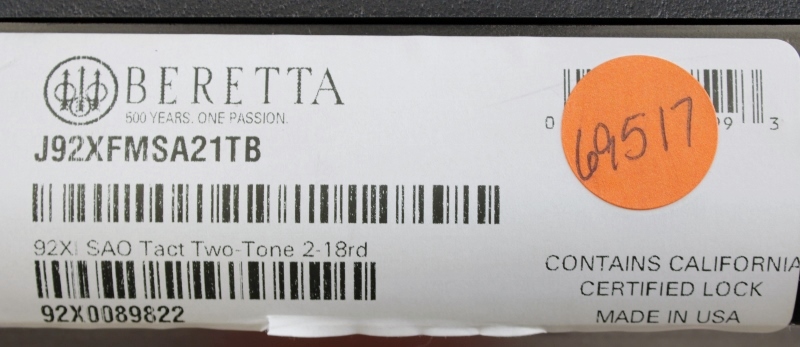 BERETTA
500 YEARS. ONE PASSION.
J92XFMSA21TB
92XI SAO Tact Two-Tone 2-18rd
92X0089822
0
93
69517
CONTAINS CALIFORNIA
CERTIFIED LOCK
MADE IN USA